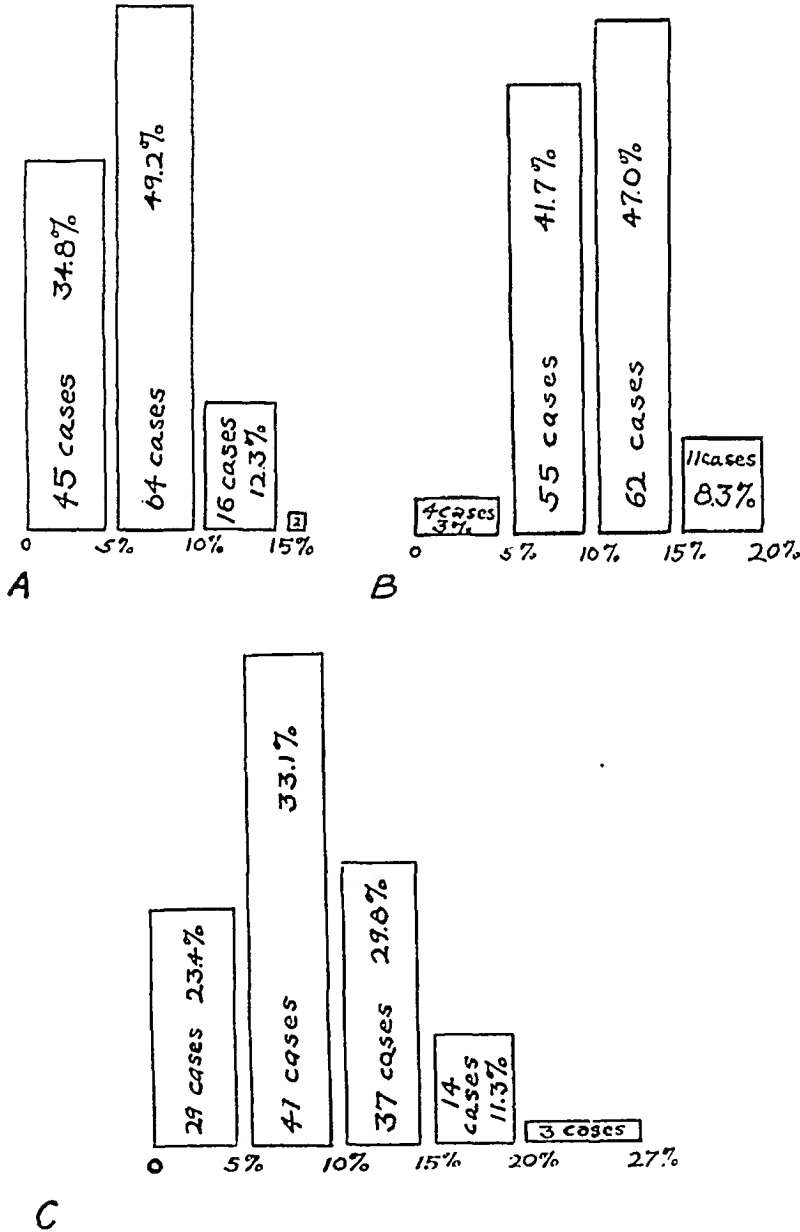 45 cases 34.8%
64 cases 49.2%
16 cases
12.3%
2
0 5% 10% 15%
A
4 cases
3%
55 cases 41.7%
62 cases 47.0%
11 cases
8.3%
0 5% 10% 15% 20%
B
29 cases 23.4%
41 cases 33.1%
37 cases 29.8%
14
cases
11.3%
3 cases
0 5% 10% 15% 20% 27%
C